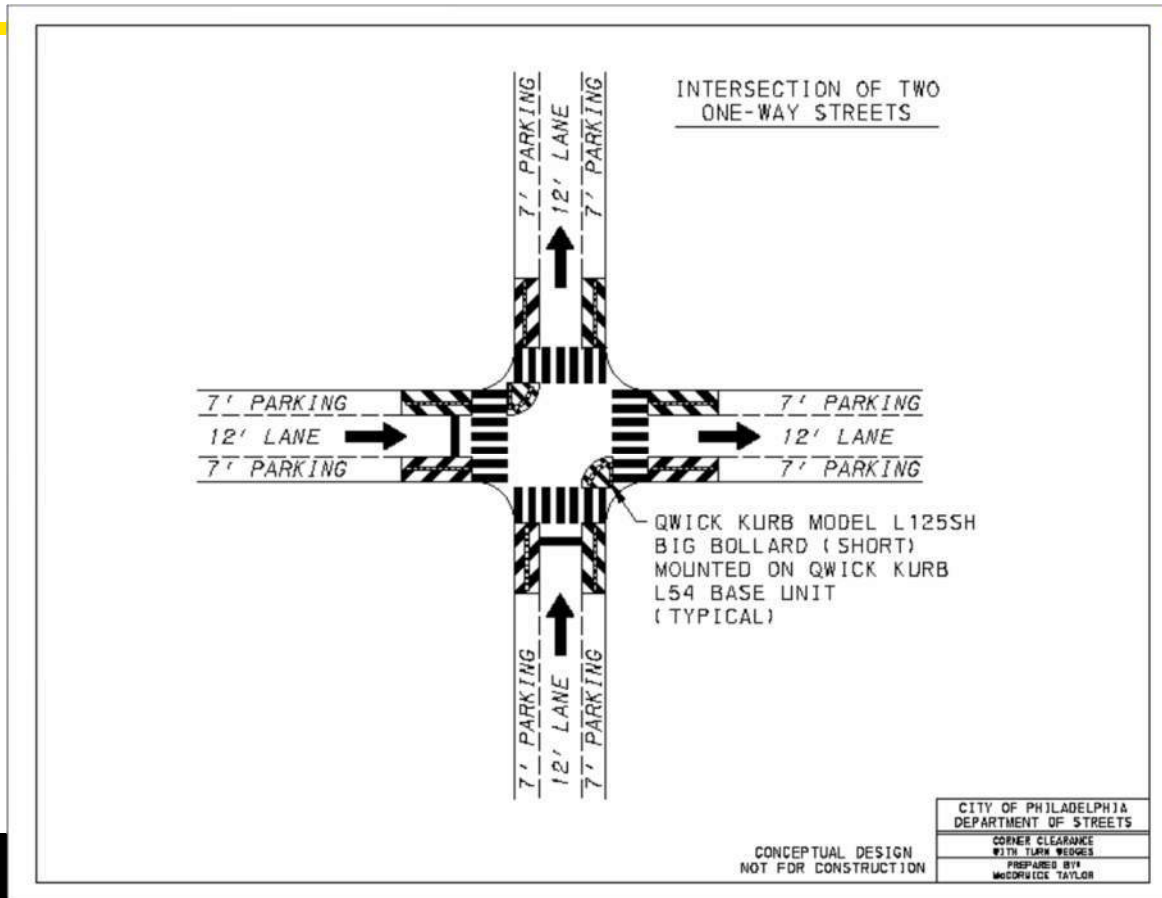 INTERSECTION OF TWO
ONE-WAY STREETS
7' PARKING
12' LANE
7' PARKING
7' PARKING
12' LANE
7' PARKING
7' PARKING
12' LANE
7' PARKING
QWICK KURB MODEL L125SH
BIG BOLLARD (SHORT)
MOUNTED ON QWICK KURB
L54 BASE UNIT
(TYPICAL)
7' PARKING
12' LANE
7' PARKING
CONCEPTUAL DESIGN
NOT FOR CONSTRUCTION
CITY OF PHILADELPHIA
DEPARTMENT OF STREETS
CORNER CLEARANCE
WITH TURN WEDGES
PREPARED BY:
McCORMICK TAYLOR